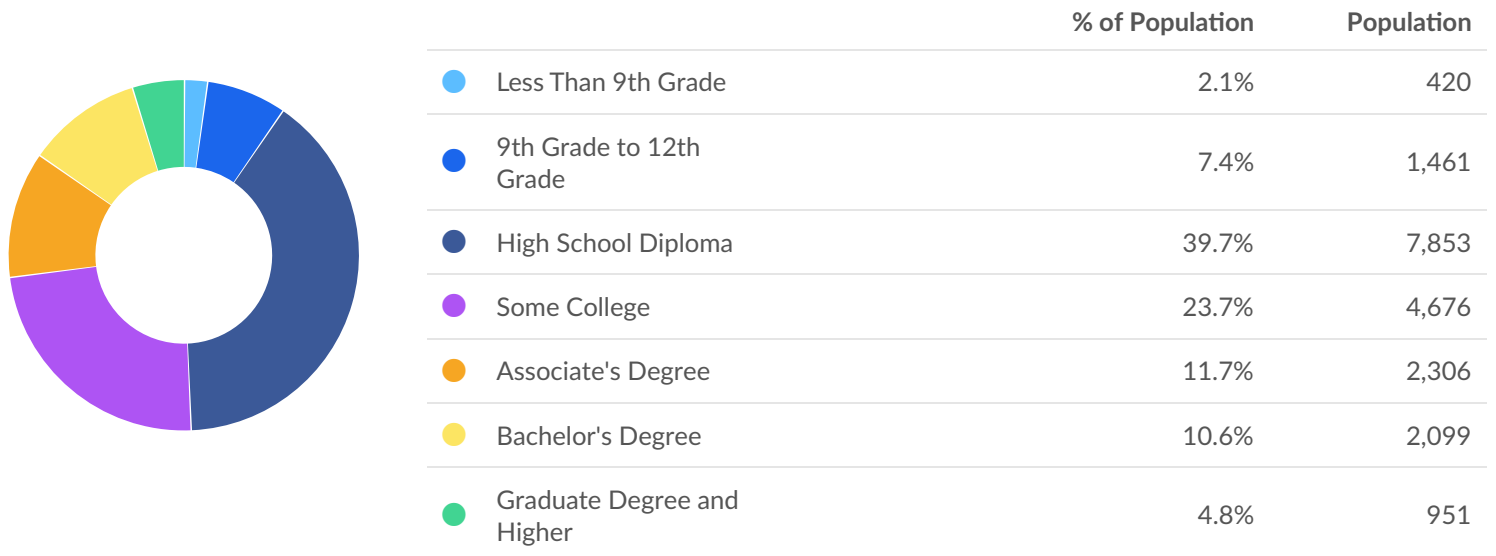 % of Population Population
Less Than 9th Grade 2.1% 420
9th Grade to 12th
Grade 7.4% 1,461
High School Diploma 39.7% 7,853
Some College 23.7% 4,676
Associate's Degree 11.7% 2,306
Bachelor's Degree 10.6% 2,099
Graduate Degree and
Higher 4.8% 951